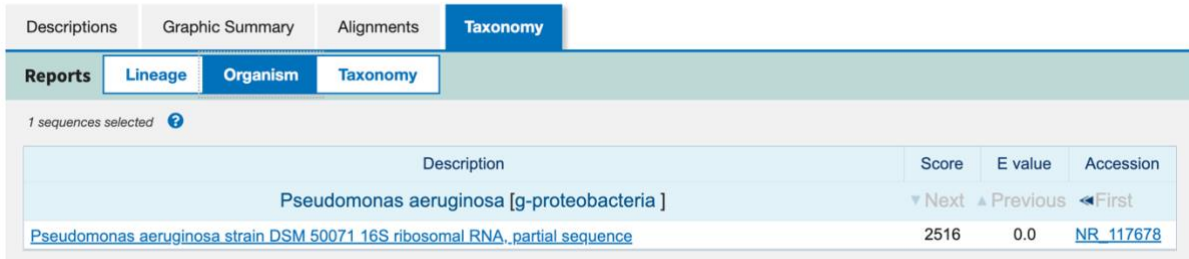 Descriptions Graphic Summary Alignments Taxonomy
Reports Lineage Organism Taxonomy
1 sequences selected ?
Description Score E value Accession
Pseudomonas aeruginosa [g-proteobacteria ] ▼Next ▲Previous ≪First
Pseudomonas aeruginosa strain DSM 50071 16S ribosomal RNA, partial sequence 2516 0.0 NR_117678